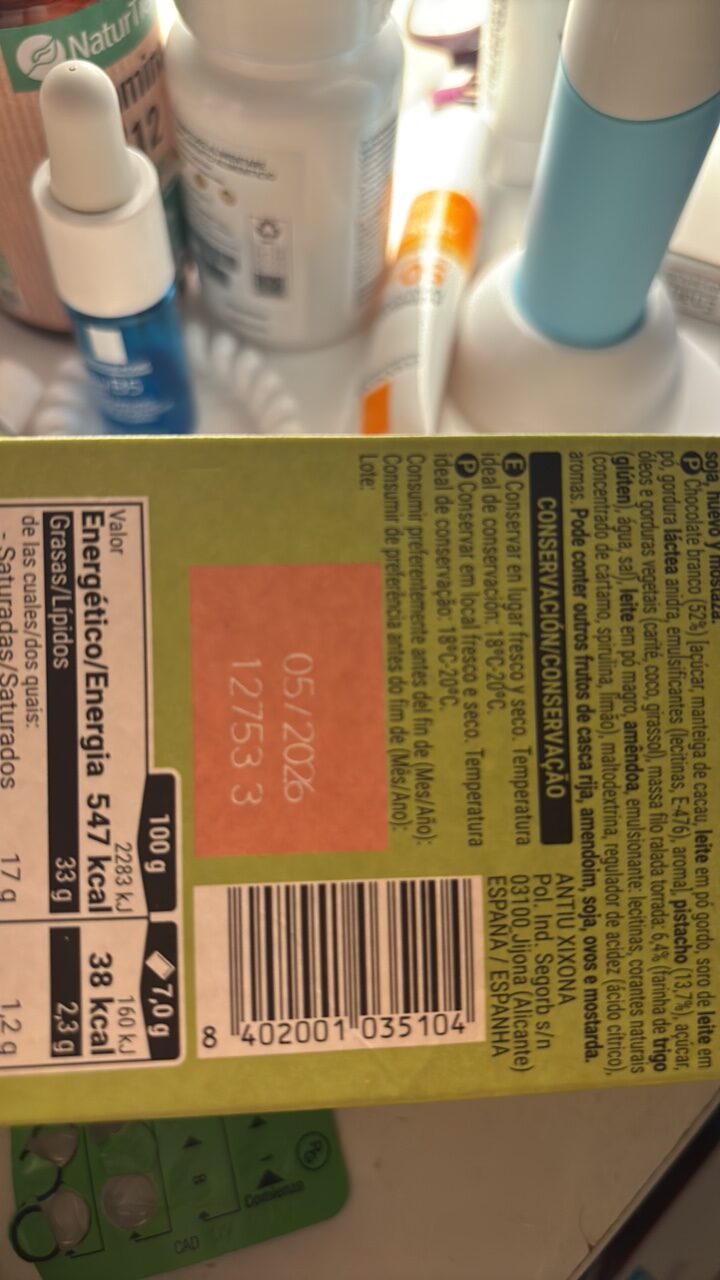 NaturTi
12
soja, huevo y mostaza.
P Chocolate branco (52%) [açúcar, manteiga de cacau, leite em pó gordo, soro de leite em
pó, gordura láctea anidra, emulsificantes (lecitinas, E-476), aroma], pistacho (13,7%), açúcar,
óleos e gorduras vegetais (carité, coco, girassol), massa filo ralada torrada: 6,4% (farinha de trigo
(glúten), água, sal), leite em pó magro, amêndoa, emulsionante: lecitinas, corantes naturais
(concentrado de cártamo, spirulina, limão), maltodextrina, regulador de acidez (ácido cítrico),
aromas. Pode conter outros frutos de casca rija, amendoim, soja, ovos e mostarda.
CONSERVACIÓN/CONSERVAÇÃO
E Conservar en lugar fresco y seco. Temperatura
ideal de conservación: 18ºC-20ºC.
P Conservar em local fresco e seco. Temperatura
ideal de conservação: 18ºC-20ºC.
Consumir preferentemente antes del fin de (Mes/Año):
Consumir de preferência antes do fim de (Mês/Ano):
Lote:
05/2026
12753 3
ANTIU XIXONA
Pol. Ind. Segorb s/n
03100 Jijona (Alicante)
ESPAÑA / ESPANHA
8 402001 035104
100 g 7,0 g
Valor 2283 kJ 160 kJ
Energético/Energia 547 kcal 38 kcal
Grasas/Lípidos 33 g 2,3 g
de las cuales/dos quais:
- Saturadas/Saturados 17 g 1,2 g
Comienzo
B
CAD